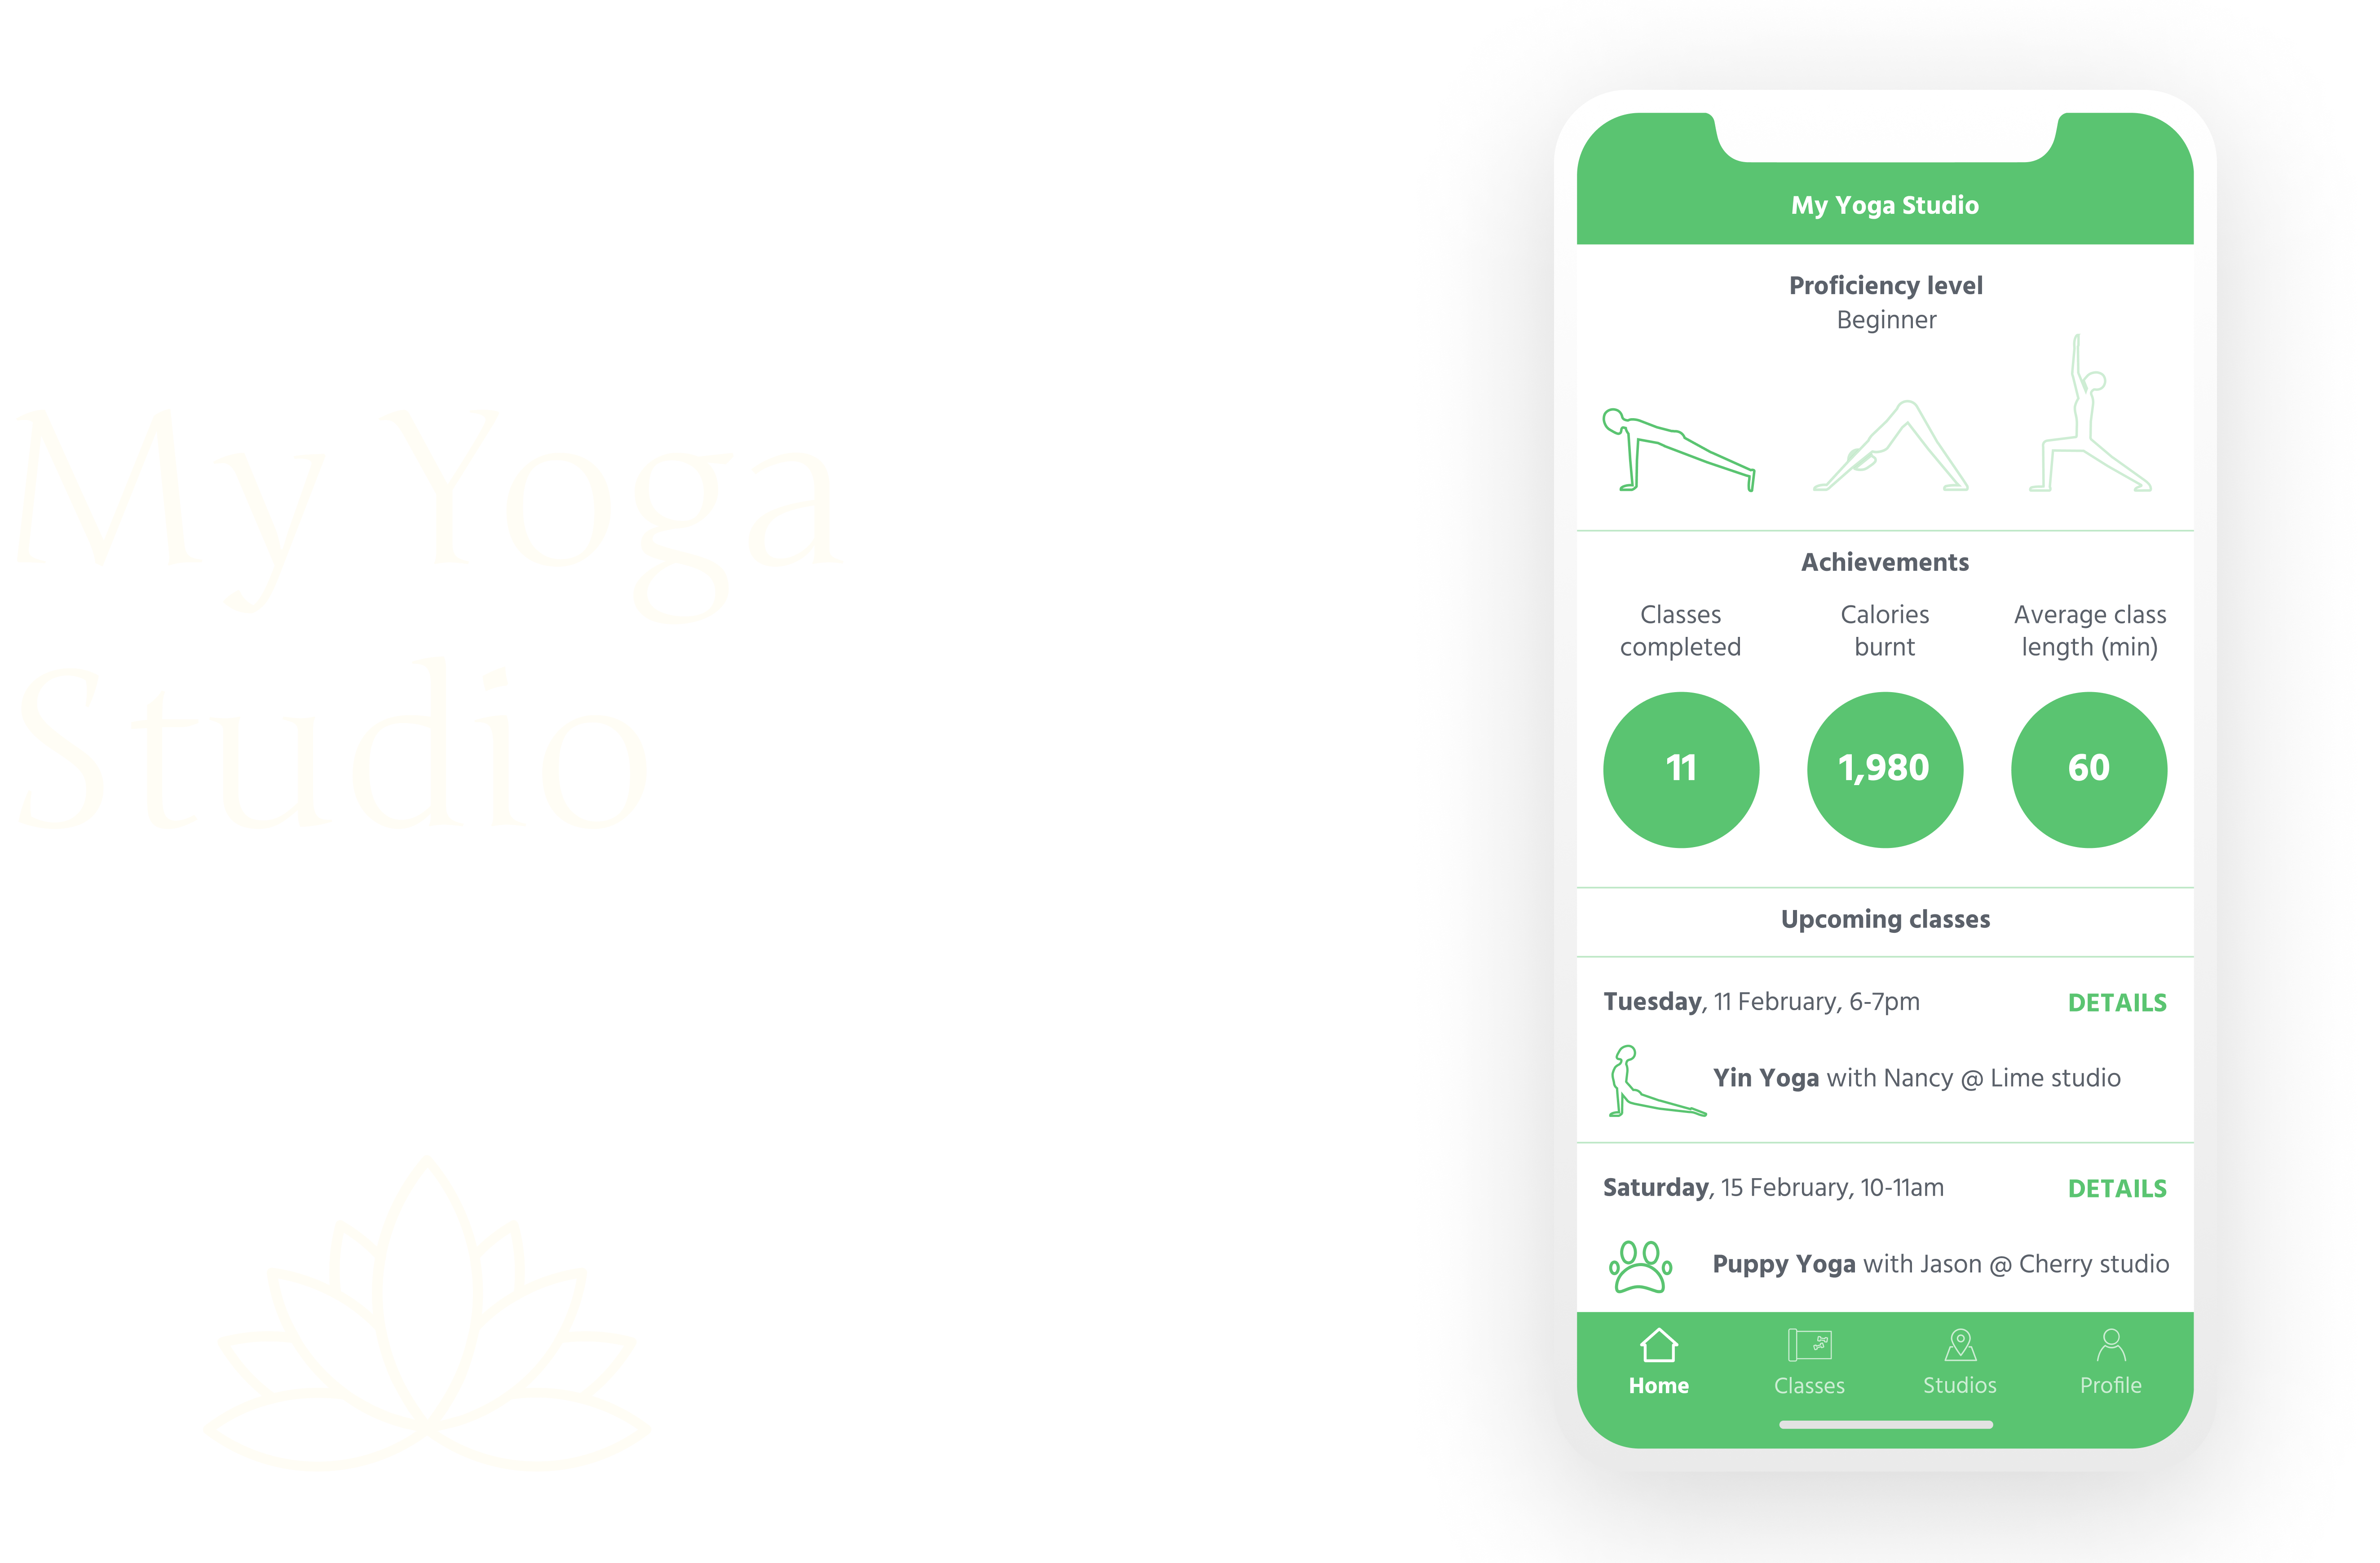 My Yoga
Studio
My Yoga Studio
Proficiency level
Beginner
Achievements
Classes
completed
Calories
burnt
Average class
length (min)
11
1,980
60
Upcoming classes
Tuesday, 11 February, 6-7pm
DETAILS
Yin Yoga with Nancy @ Lime studio
Saturday, 15 February, 10-11am
DETAILS
Puppy Yoga with Jason @ Cherry studio
Home
Classes
Studios
Profile